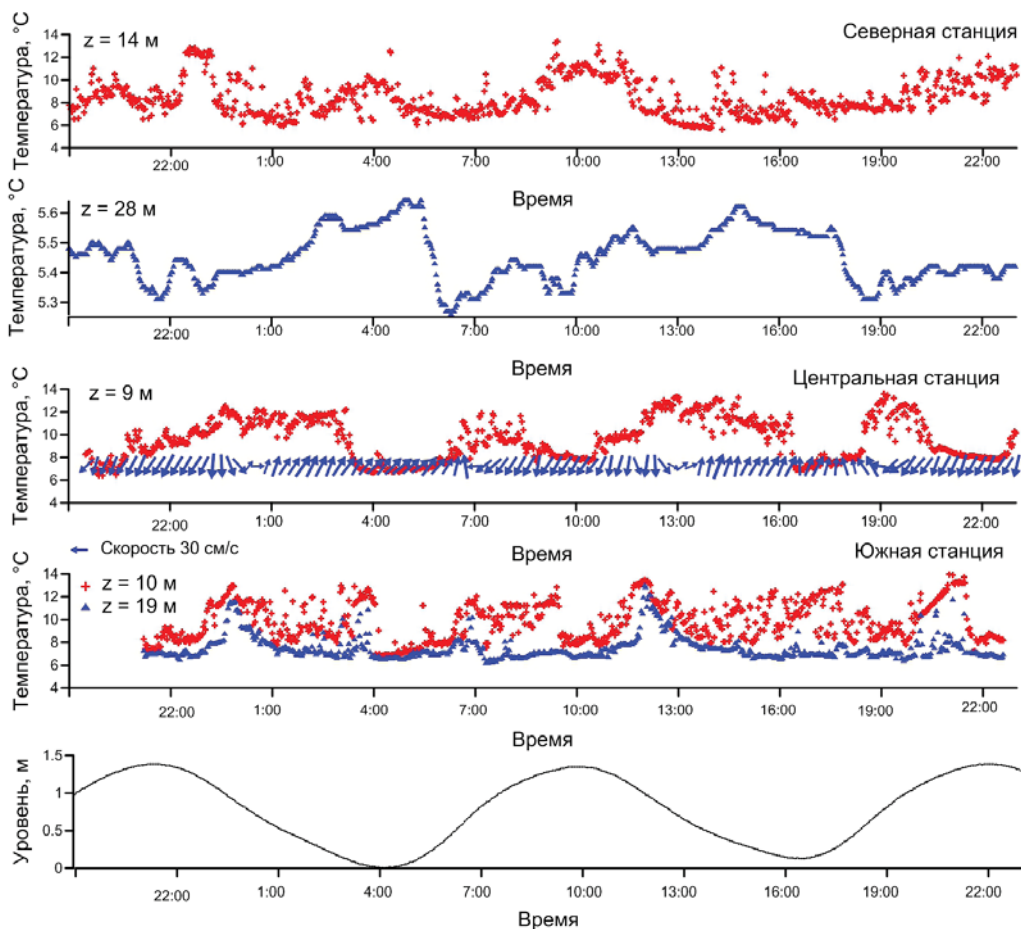 Температура, °C
14
12
10
8
6
4
z = 14 м
Северная станция
22:00 1:00 4:00 7:00 10:00 13:00 16:00 19:00 22:00
Время
Температура, °C
5.6
5.5
5.4
5.3
z = 28 м
22:00 1:00 4:00 7:00 10:00 13:00 16:00 19:00 22:00
Время
Температура, °C
14
12
10
8
6
4
z = 9 м
Центральная станция
22:00 1:00 4:00 7:00 10:00 13:00 16:00 19:00 22:00
Скорость 30 см/с
Время
Южная станция
Температура, °C
14
12
10
8
6
4
z = 10 м
z = 19 м
22:00 1:00 4:00 7:00 10:00 13:00 16:00 19:00 22:00
Время
Уровень, м
1.5
1
0.5
0
22:00 1:00 4:00 7:00 10:00 13:00 16:00 19:00 22:00
Время